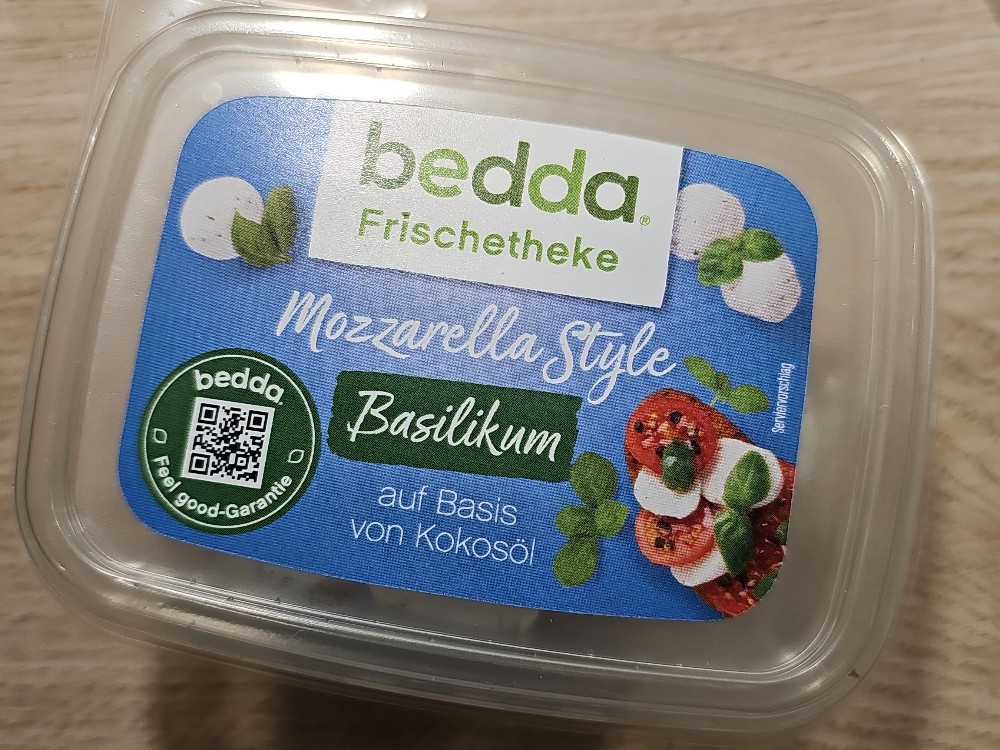 bedda®
Frischetheke
Mozzarella Style
Basilikum
auf Basis
von Kokosöl
bedda
Feel good-Garantie
Serviervorschlag